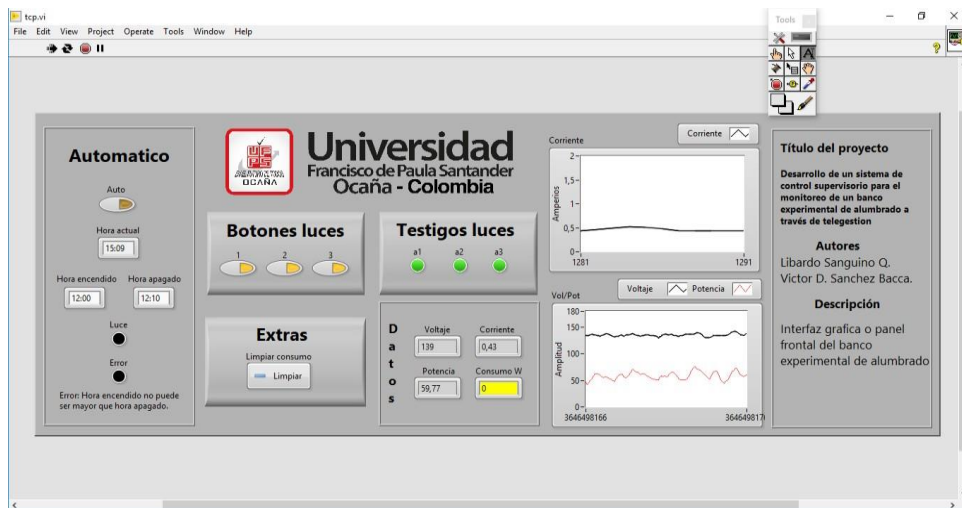 tcp.vi
File Edit View Project Operate Tools Window Help
Tools
Automatico
Auto
Hora actual
15:09
Hora encendido Hora apagado
12:00 12:10
Luce
Error
Error: Hora encendido no puede
ser mayor que hora apagado.
OCAÑA
Universidad
Francisco de Paula Santander
Ocaña - Colombia
Botones luces
1 2 3
Testigos luces
a1 a2 a3
Extras
Limpiar consumo
Limpiar
Datos
Voltaje Corriente
139 0,43
Potencia Consumo W
59,77 0
Corriente
Corriente
Amperios
2
1,5
1
0,5
0
1281 1291
Vol/Pot
Voltaje Potencia
Amplitud
180
150
100
50
0
3646498166 364649817
Título del proyecto
Desarrollo de un sistema de
control supervisorio para el
monitoreo de un banco
experimental de alumbrado a
través de telegestion
Autores
Libardo Sanguino Q.
Victor D. Sanchez Bacca.
Descripción
Interfaz grafica o panel
frontal del banco
experimental de alumbrado